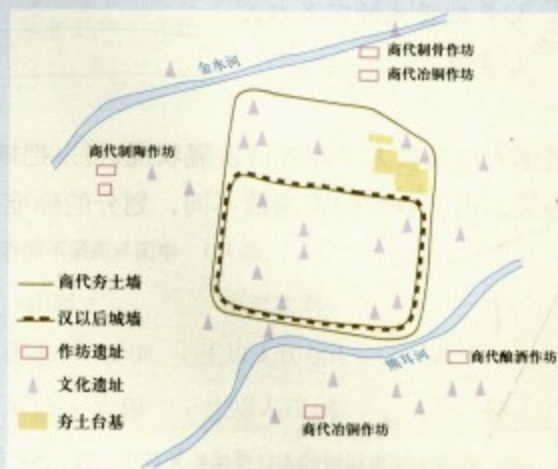 金水河
商代制骨作坊
商代冶铜作坊
商代制陶作坊
商代夯土墙
汉以后城墙
作坊遗址
文化遗址
夯土台基
熊耳河
商代酿酒作坊
商代冶铜作坊